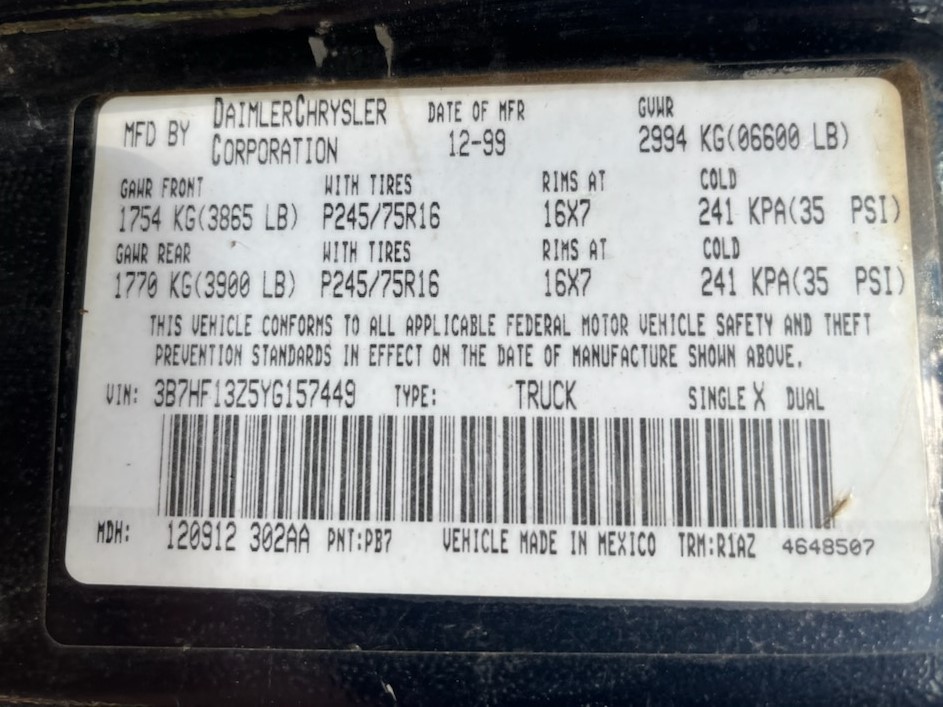 MFD BY DAIMLERCHRYSLER CORPORATION DATE OF MFR 12-99 GVWR 2994 KG(06600 LB)
GAWR FRONT WITH TIRES RIMS AT COLD
1754 KG(3865 LB) P245/75R16 16X7 241 KPA(35 PSI)
GAWR REAR WITH TIRES RIMS AT COLD
1770 KG(3900 LB) P245/75R16 16X7 241 KPA(35 PSI)
THIS VEHICLE CONFORMS TO ALL APPLICABLE FEDERAL MOTOR VEHICLE SAFETY AND THEFT
PREVENTION STANDARDS IN EFFECT ON THE DATE OF MANUFACTURE SHOWN ABOVE.
VIN: 3B7HF13Z5YG157449 TYPE: TRUCK SINGLE X DUAL
MDH: 120912 302AA PNT:PB7 VEHICLE MADE IN MEXICO TRM:R1AZ 4648507